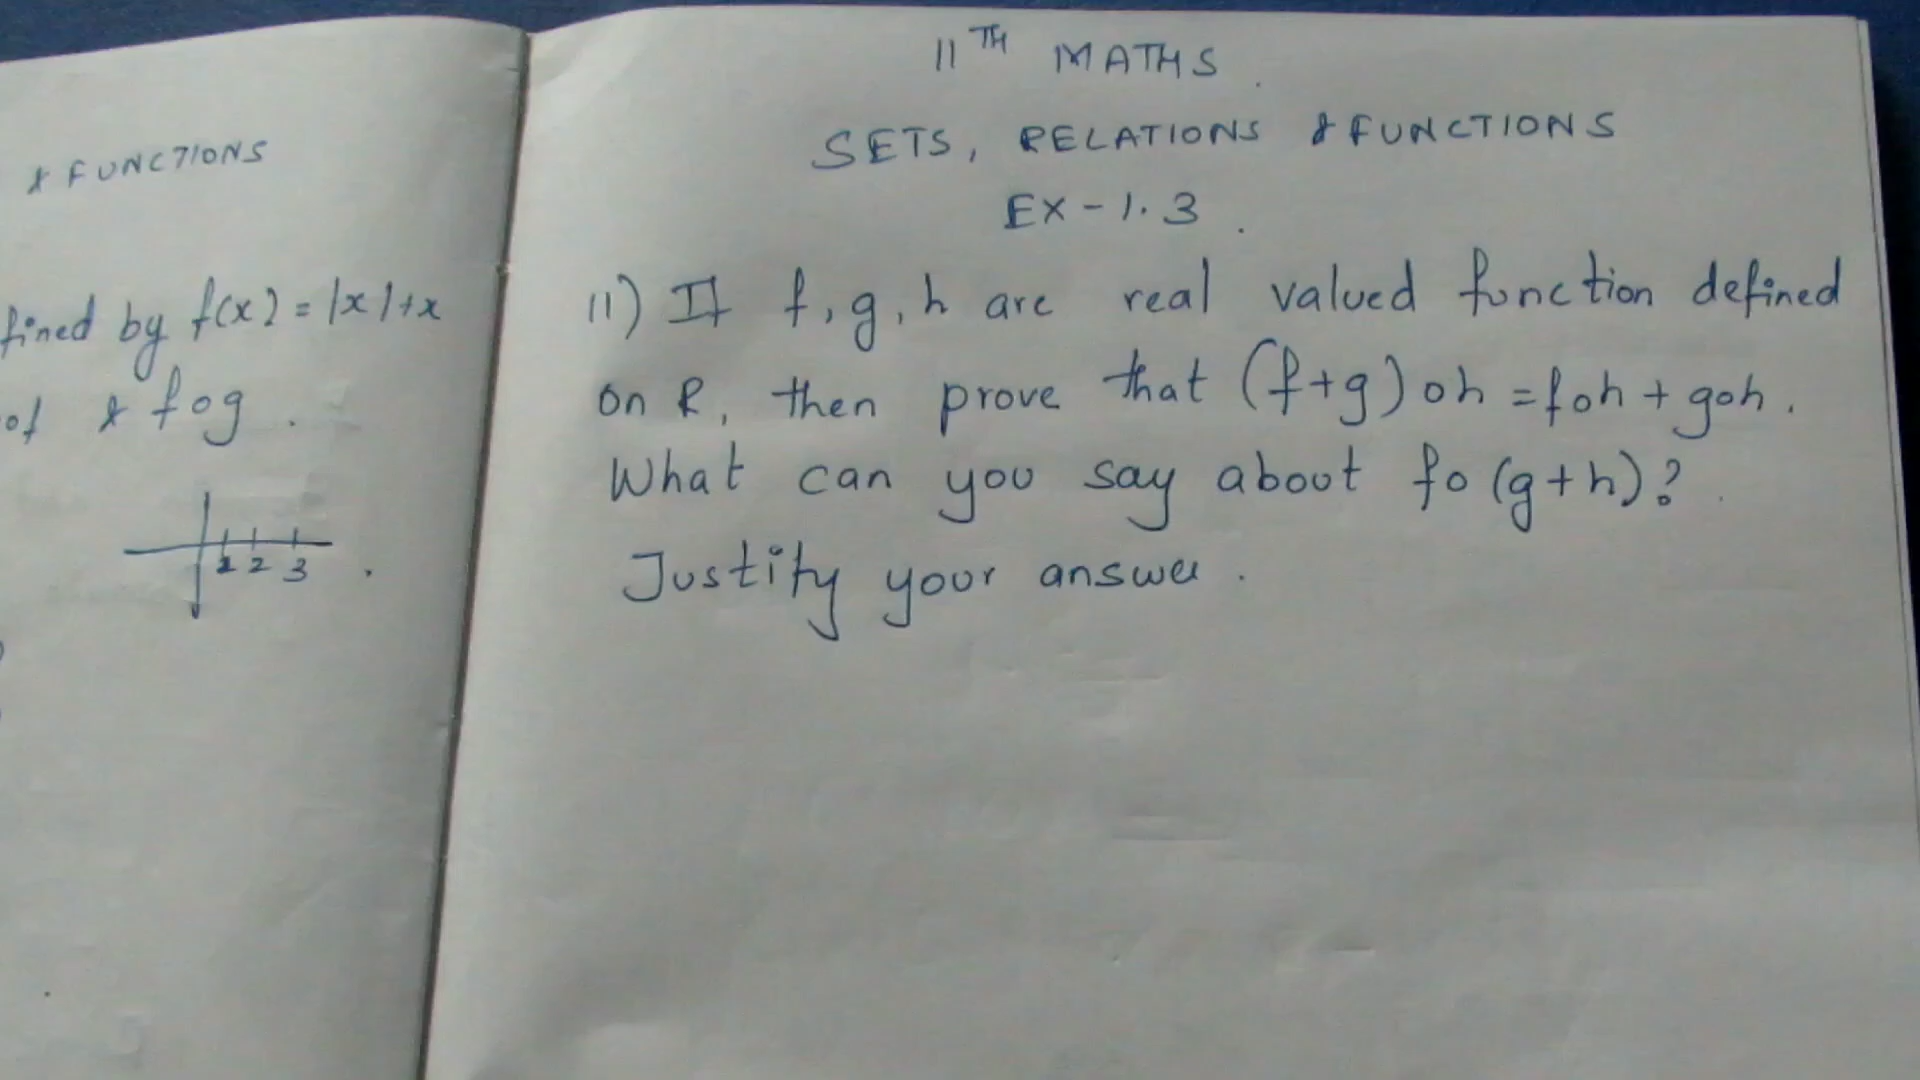 & FUNCTIONS
fined by f(x) = |x|+x
of & fog.
1 2 3 .
11TH MATHS.
SETS, RELATIONS & FUNCTIONS
EX - 1.3.
11) If f, g, h are real valued function defined
on R, then prove that (f+g)oh = foh + goh.
What can you say about fo(g+h)?
Justify your answer.